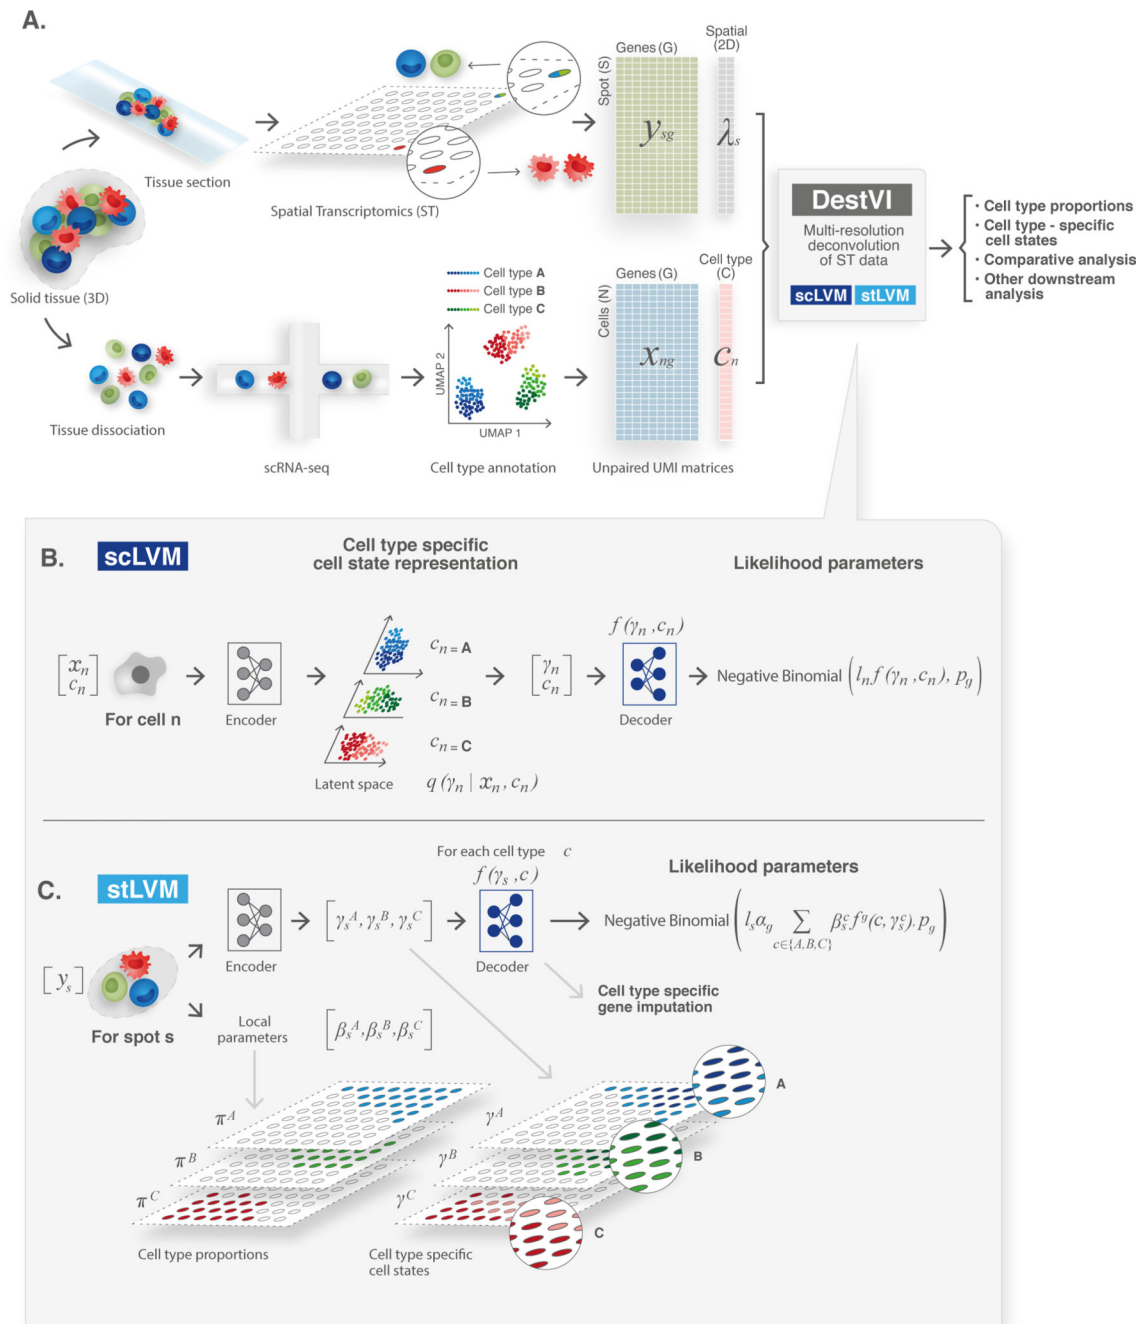 A.
Tissue section
Solid tissue (3D)
Spatial Transcriptomics (ST)
Genes (G)
Spot (S)
y_sg
Spatial
(2D)
λ_s
Tissue dissociation
scRNA-seq
Cell type A
Cell type B
Cell type C
UMAP 2
UMAP 1
Cell type annotation
Genes (G)
Cells (N)
x_ng
Cell type
(C)
c_n
Unpaired UMI matrices
DestVI
Multi-resolution
deconvolution
of ST data
scLVM stLVM
· Cell type proportions
· Cell type - specific
cell states
· Comparative analysis
· Other downstream
analysis
B. scLVM
Cell type specific
cell state representation
Likelihood parameters
[x_n
c_n]
For cell n
Encoder
c_n = A
c_n = B
c_n = C
Latent space
q (γ_n | x_n, c_n)
[γ_n
c_n]
f (γ_n , c_n)
Decoder
Negative Binomial (l_n f (γ_n , c_n), p_g)
C. stLVM
For each cell type c
f (γ_s , c)
Likelihood parameters
[y_s]
For spot s
Encoder
[γ_s^A, γ_s^B, γ_s^C]
Decoder
Negative Binomial (l_s α_g ∑_{c∈{A,B,C}} β_s^c f^g (c, γ_s^c). p_g)
Cell type specific
gene imputation
Local
parameters
[β_s^A, β_s^B, β_s^C]
π^A
π^B
π^C
Cell type proportions
γ^A
γ^B
γ^C
A
B
C
Cell type specific
cell states